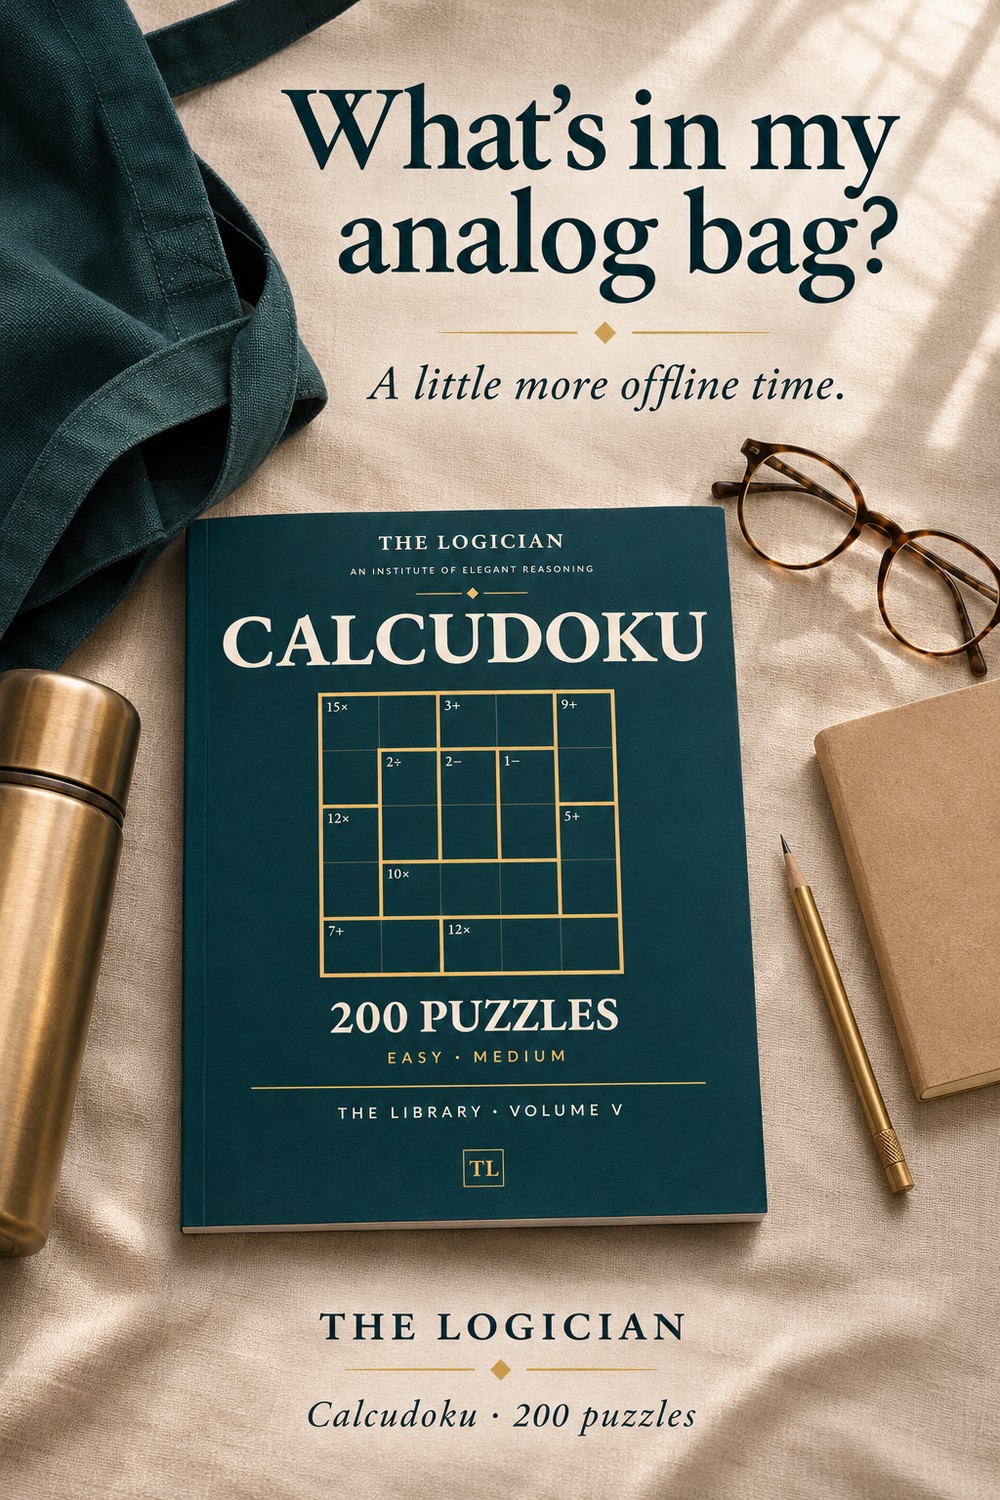 What's in my
analog bag?
A little more offline time.
THE LOGICIAN
AN INSTITUTE OF ELEGANT REASONING
CALCUDOKU
15× 3+ 9+
2÷ 2− 1−
12× 5+
10×
7+ 12×
200 PUZZLES
EASY · MEDIUM
THE LIBRARY · VOLUME V
TL
THE LOGICIAN
Calcudoku · 200 puzzles